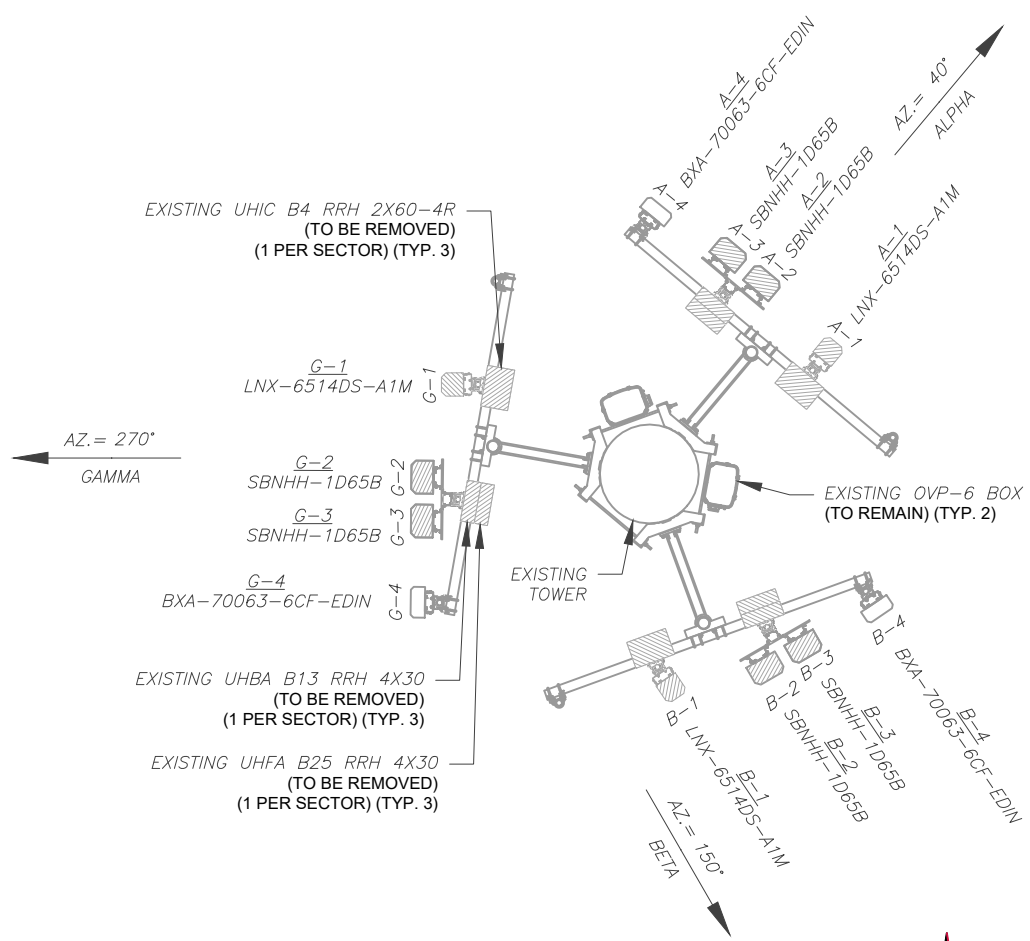 A-4
BXA-70063-6CF-EDIN
A-3
SBNHH-1D65B
A-2
SBNHH-1D65B
A-1
LNX-6514DS-A1M
AZ.= 40°
ALPHA
A-4
A-3
A-2
A-1
EXISTING UHIC B4 RRH 2X60-4R
(TO BE REMOVED)
(1 PER SECTOR) (TYP. 3)
G-1
LNX-6514DS-A1M
G-1
AZ.= 270°
GAMMA
G-2
SBNHH-1D65B
G-2
G-3
SBNHH-1D65B
G-3
G-4
BXA-70063-6CF-EDIN
G-4
EXISTING OVP-6 BOX
(TO REMAIN) (TYP. 2)
EXISTING
TOWER
EXISTING UHBA B13 RRH 4X30
(TO BE REMOVED)
(1 PER SECTOR) (TYP. 3)
EXISTING UHFA B25 RRH 4X30
(TO BE REMOVED)
(1 PER SECTOR) (TYP. 3)
B-1
B-2
B-3
B-4
B-1
LNX-6514DS-A1M
B-2
SBNHH-1D65B
B-3
SBNHH-1D65B
B-4
BXA-70063-6CF-EDIN
AZ.= 150°
BETA